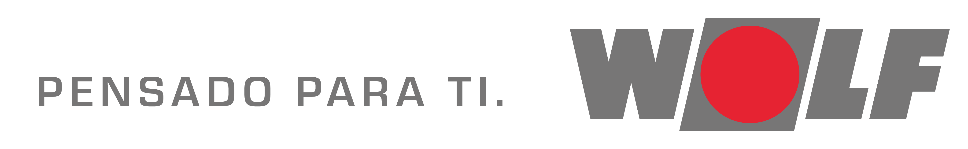 PENSADO PARA TI. WOLF